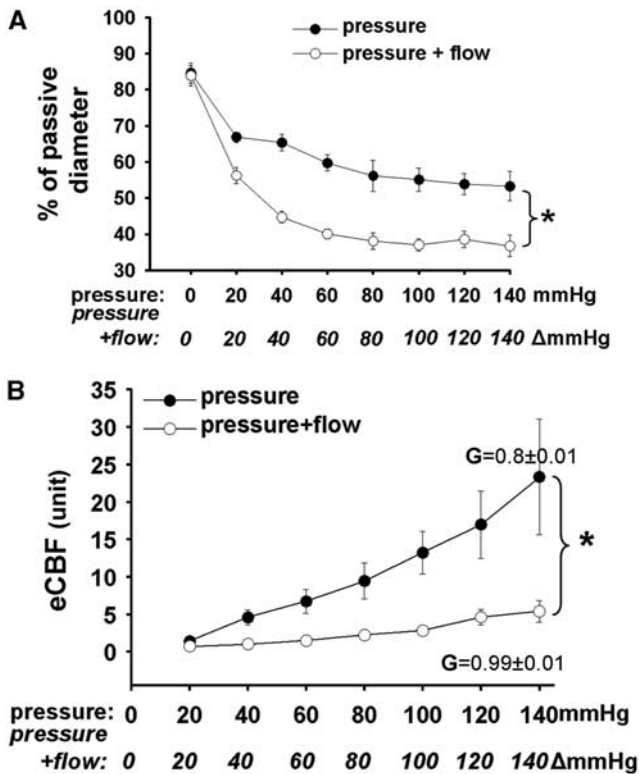 A
100
90
80
70
60
50
40
30
% of passive
diameter
pressure
pressure + flow
*
pressure: 0 20 40 60 80 100 120 140 mmHg
pressure
+flow: 0 20 40 60 80 100 120 140 ΔmmHg
B
35
30
25
20
15
10
5
0
eCBF (unit)
pressure
pressure+flow
G=0.8±0.01
*
G=0.99±0.01
pressure: 0 20 40 60 80 100 120 140mmHg
pressure
+flow: 0 20 40 60 80 100 120 140ΔmmHg